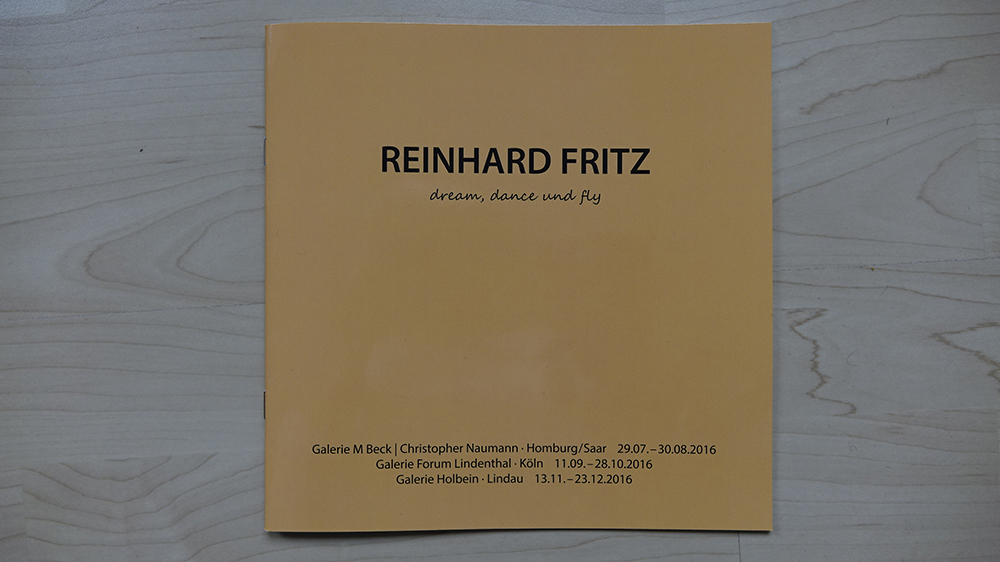 REINHARD FRITZ
dream, dance und fly
Galerie M Beck | Christopher Naumann · Homburg/Saar 29.07. – 30.08.2016
Galerie Forum Lindenthal · Köln 11.09. – 28.10.2016
Galerie Holbein · Lindau 13.11. – 23.12.2016